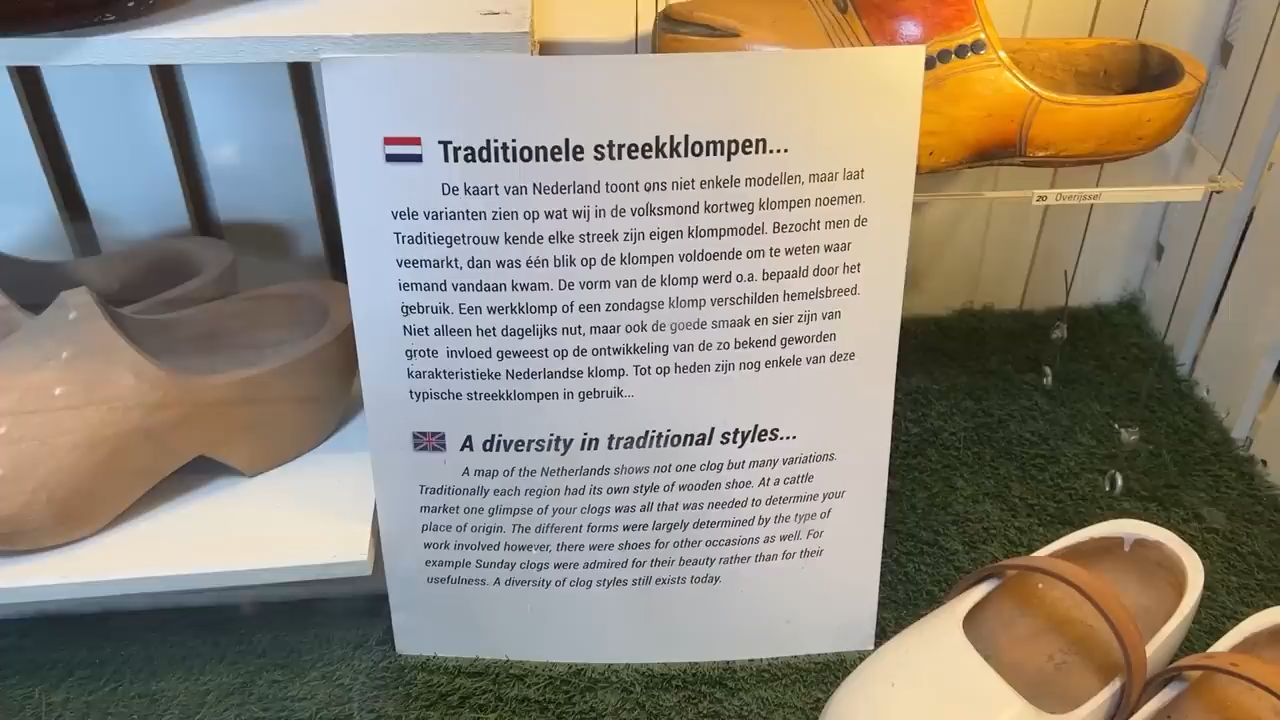 Traditionele streekklompen...
De kaart van Nederland toont ons niet enkele modellen, maar laat
vele varianten zien op wat wij in de volksmond kortweg klompen noemen.
Traditiegetrouw kende elke streek zijn eigen klompmodel. Bezocht men de
veemarkt, dan was één blik op de klompen voldoende om te weten waar
iemand vandaan kwam. De vorm van de klomp werd o.a. bepaald door het
gebruik. Een werkklomp of een zondagse klomp verschilden hemelsbreed.
Niet alleen het dagelijks nut, maar ook de goede smaak en sier zijn van
grote invloed geweest op de ontwikkeling van de zo bekend geworden
karakteristieke Nederlandse klomp. Tot op heden zijn nog enkele van deze
typische streekklompen in gebruik...
A diversity in traditional styles...
A map of the Netherlands shows not one clog but many variations.
Traditionally each region had its own style of wooden shoe. At a cattle
market one glimpse of your clogs was all that was needed to determine your
place of origin. The different forms were largely determined by the type of
work involved however, there were shoes for other occasions as well. For
example Sunday clogs were admired for their beauty rather than for their
usefulness. A diversity of clog styles still exists today.
20 Overijssel